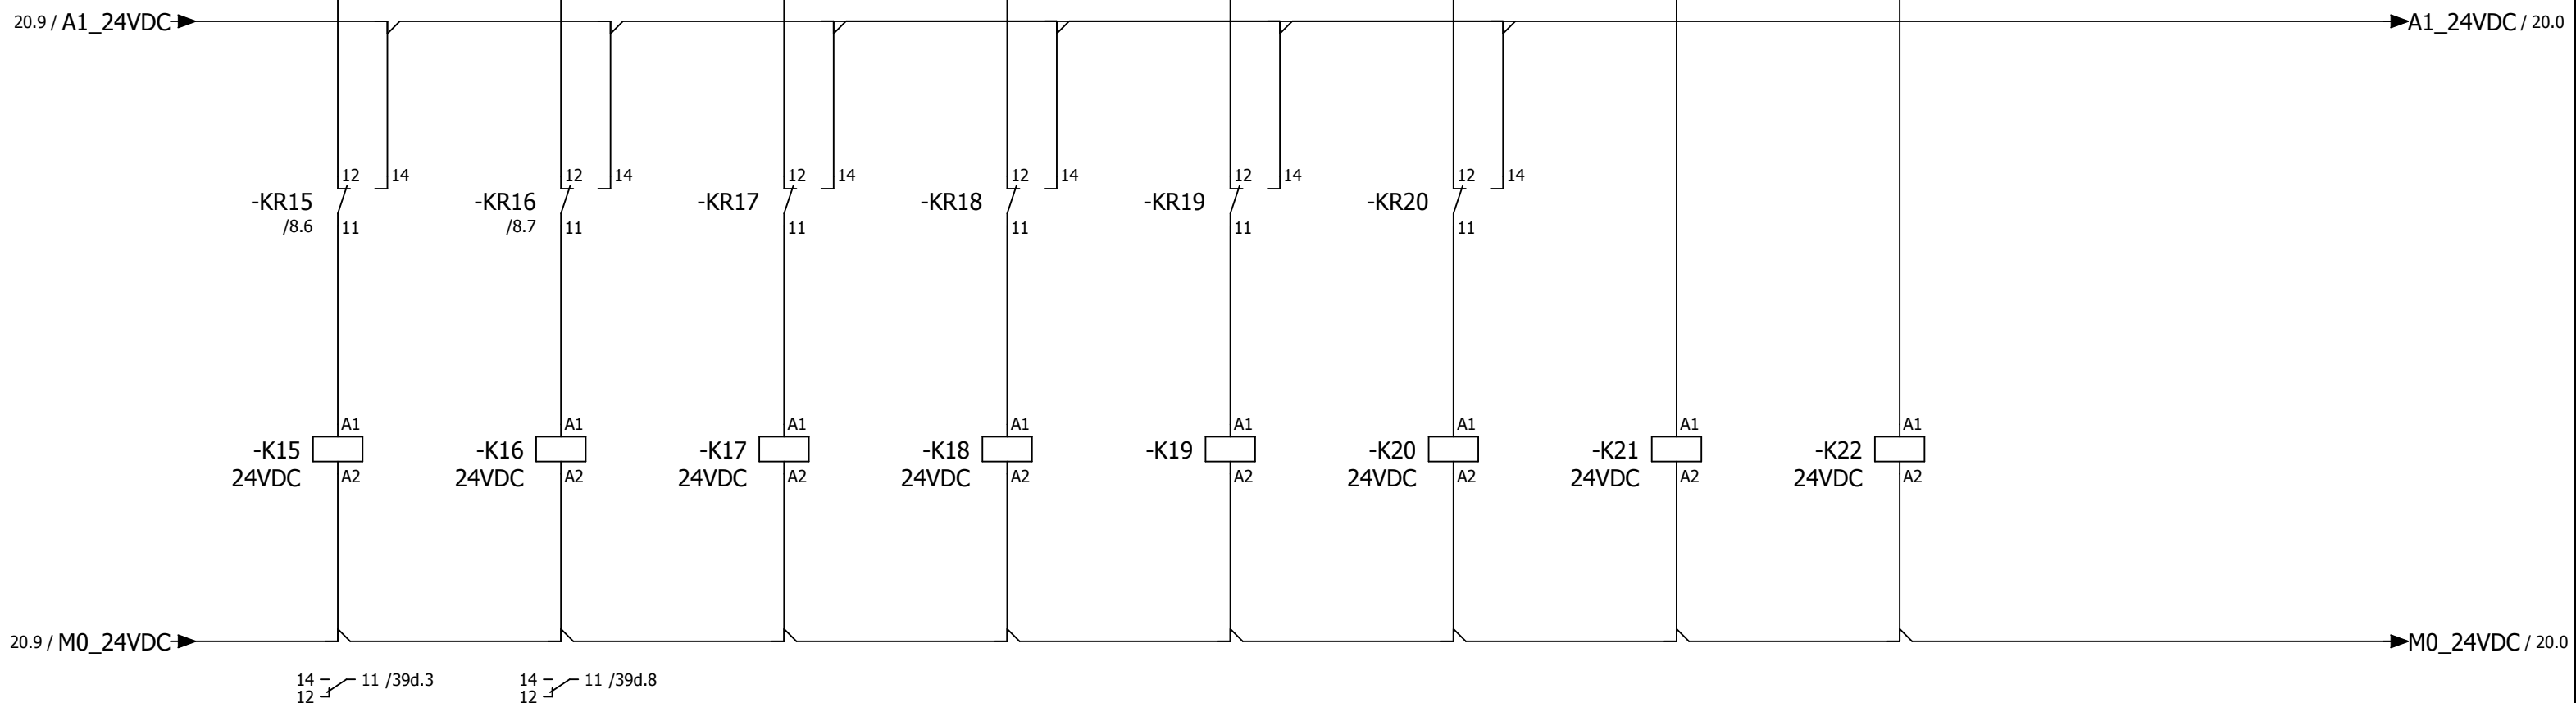 20.9 / A1_24VDC A1_24VDC / 20.0
12 14 12 14 12 14 12 14 12 14 12 14
-KR15 -KR16 -KR17 -KR18 -KR19 -KR20
/8.6 11 /8.7 11 11 11 11 11
A1 A1 A1 A1 A1 A1 A1 A1
-K15 -K16 -K17 -K18 -K19 -K20 -K21 -K22
24VDC A2 24VDC A2 24VDC A2 24VDC A2 A2 24VDC A2 24VDC A2 24VDC A2
20.9 / M0_24VDC M0_24VDC / 20.0
14 11 /39d.3 14 11 /39d.8
12 12